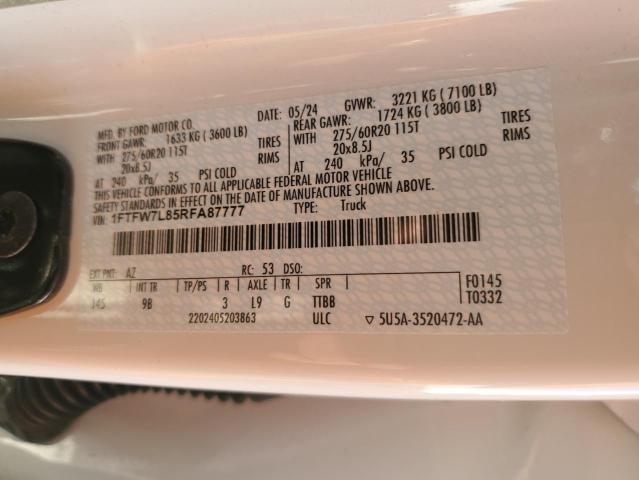 MFD. BY FORD MOTOR CO. DATE: 05/24 GVWR: 3221 KG ( 7100 LB)
FRONT GAWR: 1633 KG ( 3600 LB) REAR GAWR: 1724 KG ( 3800 LB)
WITH 275/60R20 115T TIRES WITH 275/60R20 115T TIRES
20x8.5J RIMS 20x8.5J RIMS
AT 240 kPa/ 35 PSI COLD AT 240 kPa/ 35 PSI COLD
THIS VEHICLE CONFORMS TO ALL APPLICABLE FEDERAL MOTOR VEHICLE
SAFETY STANDARDS IN EFFECT ON THE DATE OF MANUFACTURE SHOWN ABOVE.
VIN: 1FTFW7L85RFA87777 TYPE: Truck
EXT PNT: AZ RC: 53 DSO: F0145
WB INT TR TP/PS R AXLE TR SPR T0332
145 9B 3 L9 G TTBB
2202405203863 ULC ▽ 5U5A-3520472-AA